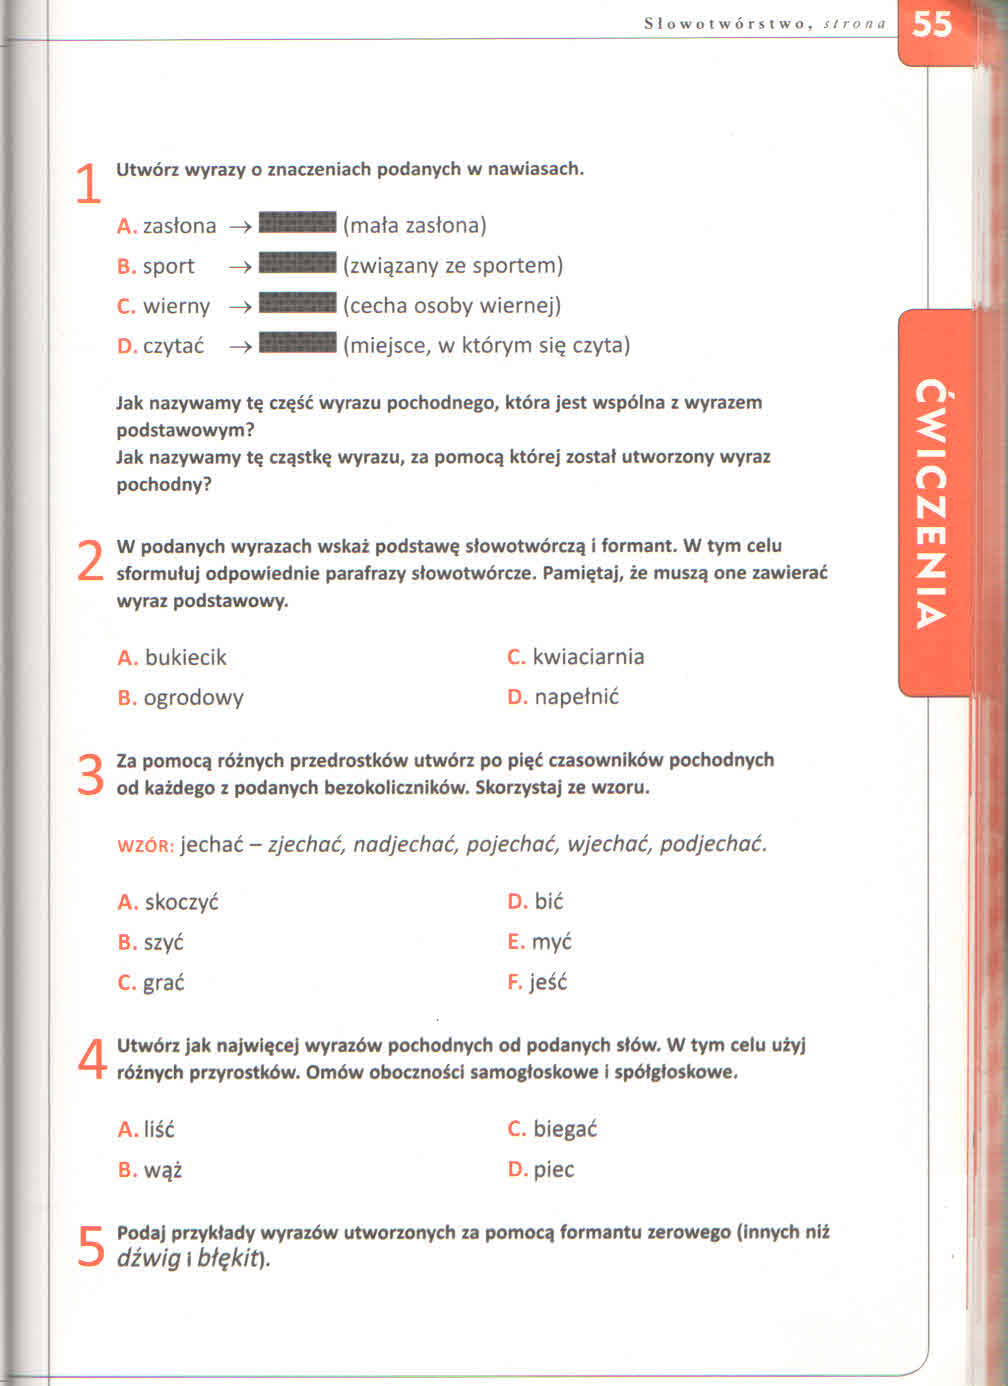 Słowotwórstwo, strona 55
1 Utwórz wyrazy o znaczeniach podanych w nawiasach.
A. zasłona → (mała zasłona)
B. sport → (związany ze sportem)
C. wierny → (cecha osoby wiernej)
D. czytać → (miejsce, w którym się czyta)
Jak nazywamy tę część wyrazu pochodnego, która jest wspólna z wyrazem
podstawowym?
Jak nazywamy tę cząstkę wyrazu, za pomocą której został utworzony wyraz
pochodny?
ĆWICZENIA
2 W podanych wyrazach wskaż podstawę słowotwórczą i formant. W tym celu
sformułuj odpowiednie parafrazy słowotwórcze. Pamiętaj, że muszą one zawierać
wyraz podstawowy.
A. bukiecik
B. ogrodowy
C. kwiaciarnia
D. napełnić
3 Za pomocą różnych przedrostków utwórz po pięć czasowników pochodnych
od każdego z podanych bezokoliczników. Skorzystaj ze wzoru.
WZÓR: jechać – zjechać, nadjechać, pojechać, wjechać, podjechać.
A. skoczyć
B. szyć
C. grać
D. bić
E. myć
F. jeść
4 Utwórz jak najwięcej wyrazów pochodnych od podanych słów. W tym celu użyj
różnych przyrostków. Omów oboczności samogłoskowe i spółgłoskowe.
A. liść
B. wąż
C. biegać
D. piec
5 Podaj przykłady wyrazów utworzonych za pomocą formantu zerowego (innych niż
dźwig i błękit).